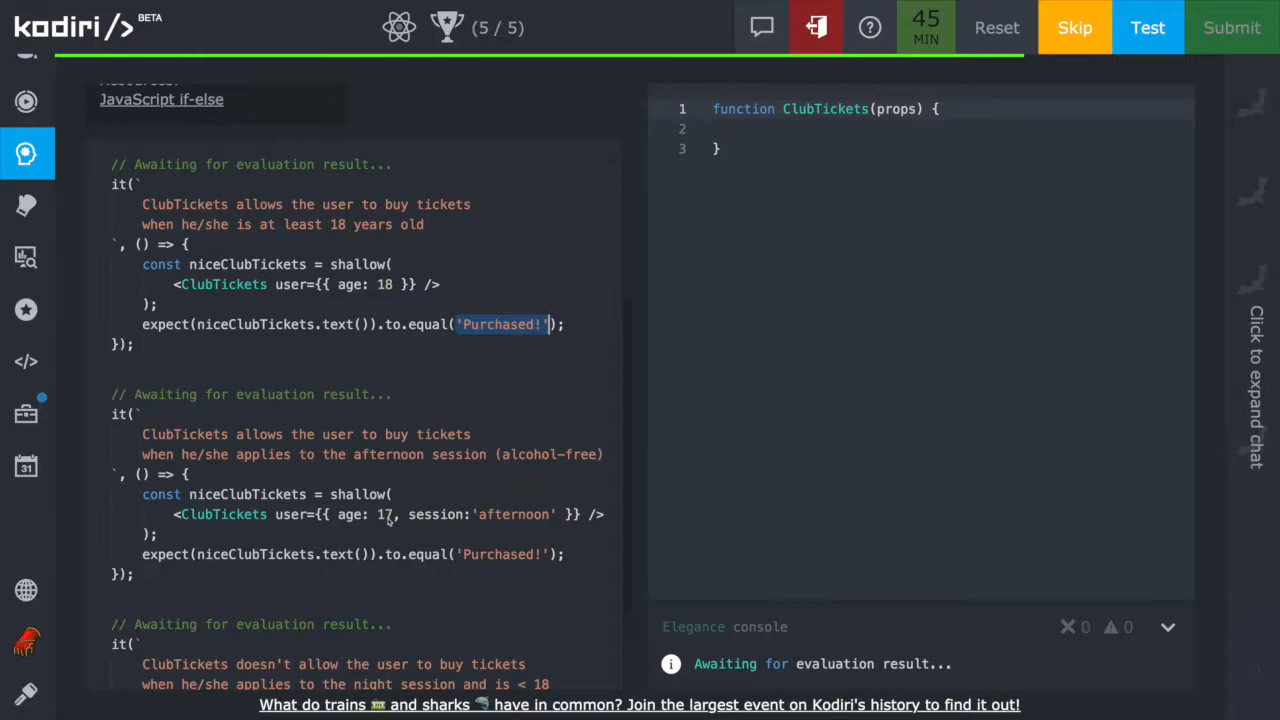 kodiri/> BETA
(5 / 5)
45
MIN
Reset
Skip
Test
Submit
JavaScript if-else
// Awaiting for evaluation result...
it(`
ClubTickets allows the user to buy tickets
when he/she is at least 18 years old
`, () => {
const niceClubTickets = shallow(
<ClubTickets user={{ age: 18 }} />
);
expect(niceClubTickets.text()).to.equal('Purchased!');
});
// Awaiting for evaluation result...
it(`
ClubTickets allows the user to buy tickets
when he/she applies to the afternoon session (alcohol-free)
`, () => {
const niceClubTickets = shallow(
<ClubTickets user={{ age: 17, session:'afternoon' }} />
);
expect(niceClubTickets.text()).to.equal('Purchased!');
});
// Awaiting for evaluation result...
it(`
ClubTickets doesn't allow the user to buy tickets
when he/she applies to the night session and is < 18
1 function ClubTickets(props) {
2
3 }
Elegance console
0 0
Awaiting for evaluation result...
Click to expand chat
31
What do trains 🚃 and sharks 🦈 have in common? Join the largest event on Kodiri's history to find it out!